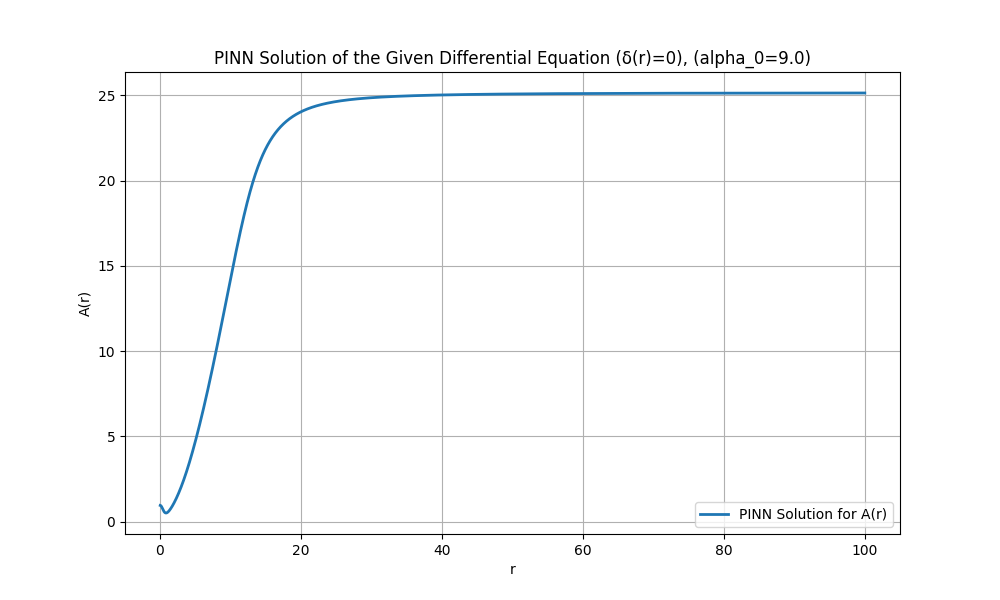 PINN Solution of the Given Differential Equation (δ(r)=0), (alpha_0=9.0)
25
20
15
10
5
0
A(r)
PINN Solution for A(r)
0 20 40 60 80 100
r